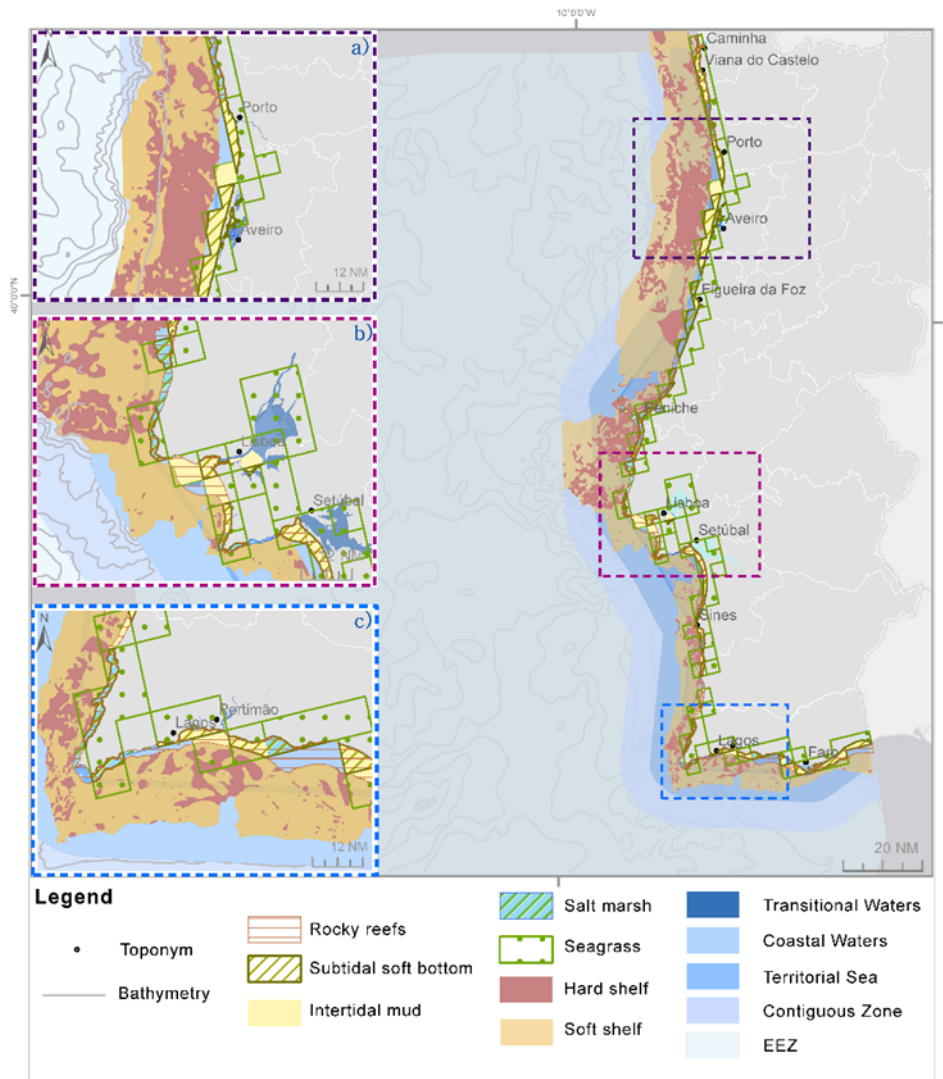 10°0'0"W
a)
Porto
Aveiro
12 NM
40°0'0"N
b)
Lisboa
Setúbal
NM
N
c)
Lagos
Portimão
12 NM
Caminha
Viana do Castelo
Porto
Aveiro
Figueira da Foz
Peniche
Lisboa
Setúbal
Sines
Lagos
Faro
20 NM
Legend
Toponym
Bathymetry
Rocky reefs
Subtidal soft bottom
Intertidal mud
Salt marsh
Seagrass
Hard shelf
Soft shelf
Transitional Waters
Coastal Waters
Territorial Sea
Contiguous Zone
EEZ